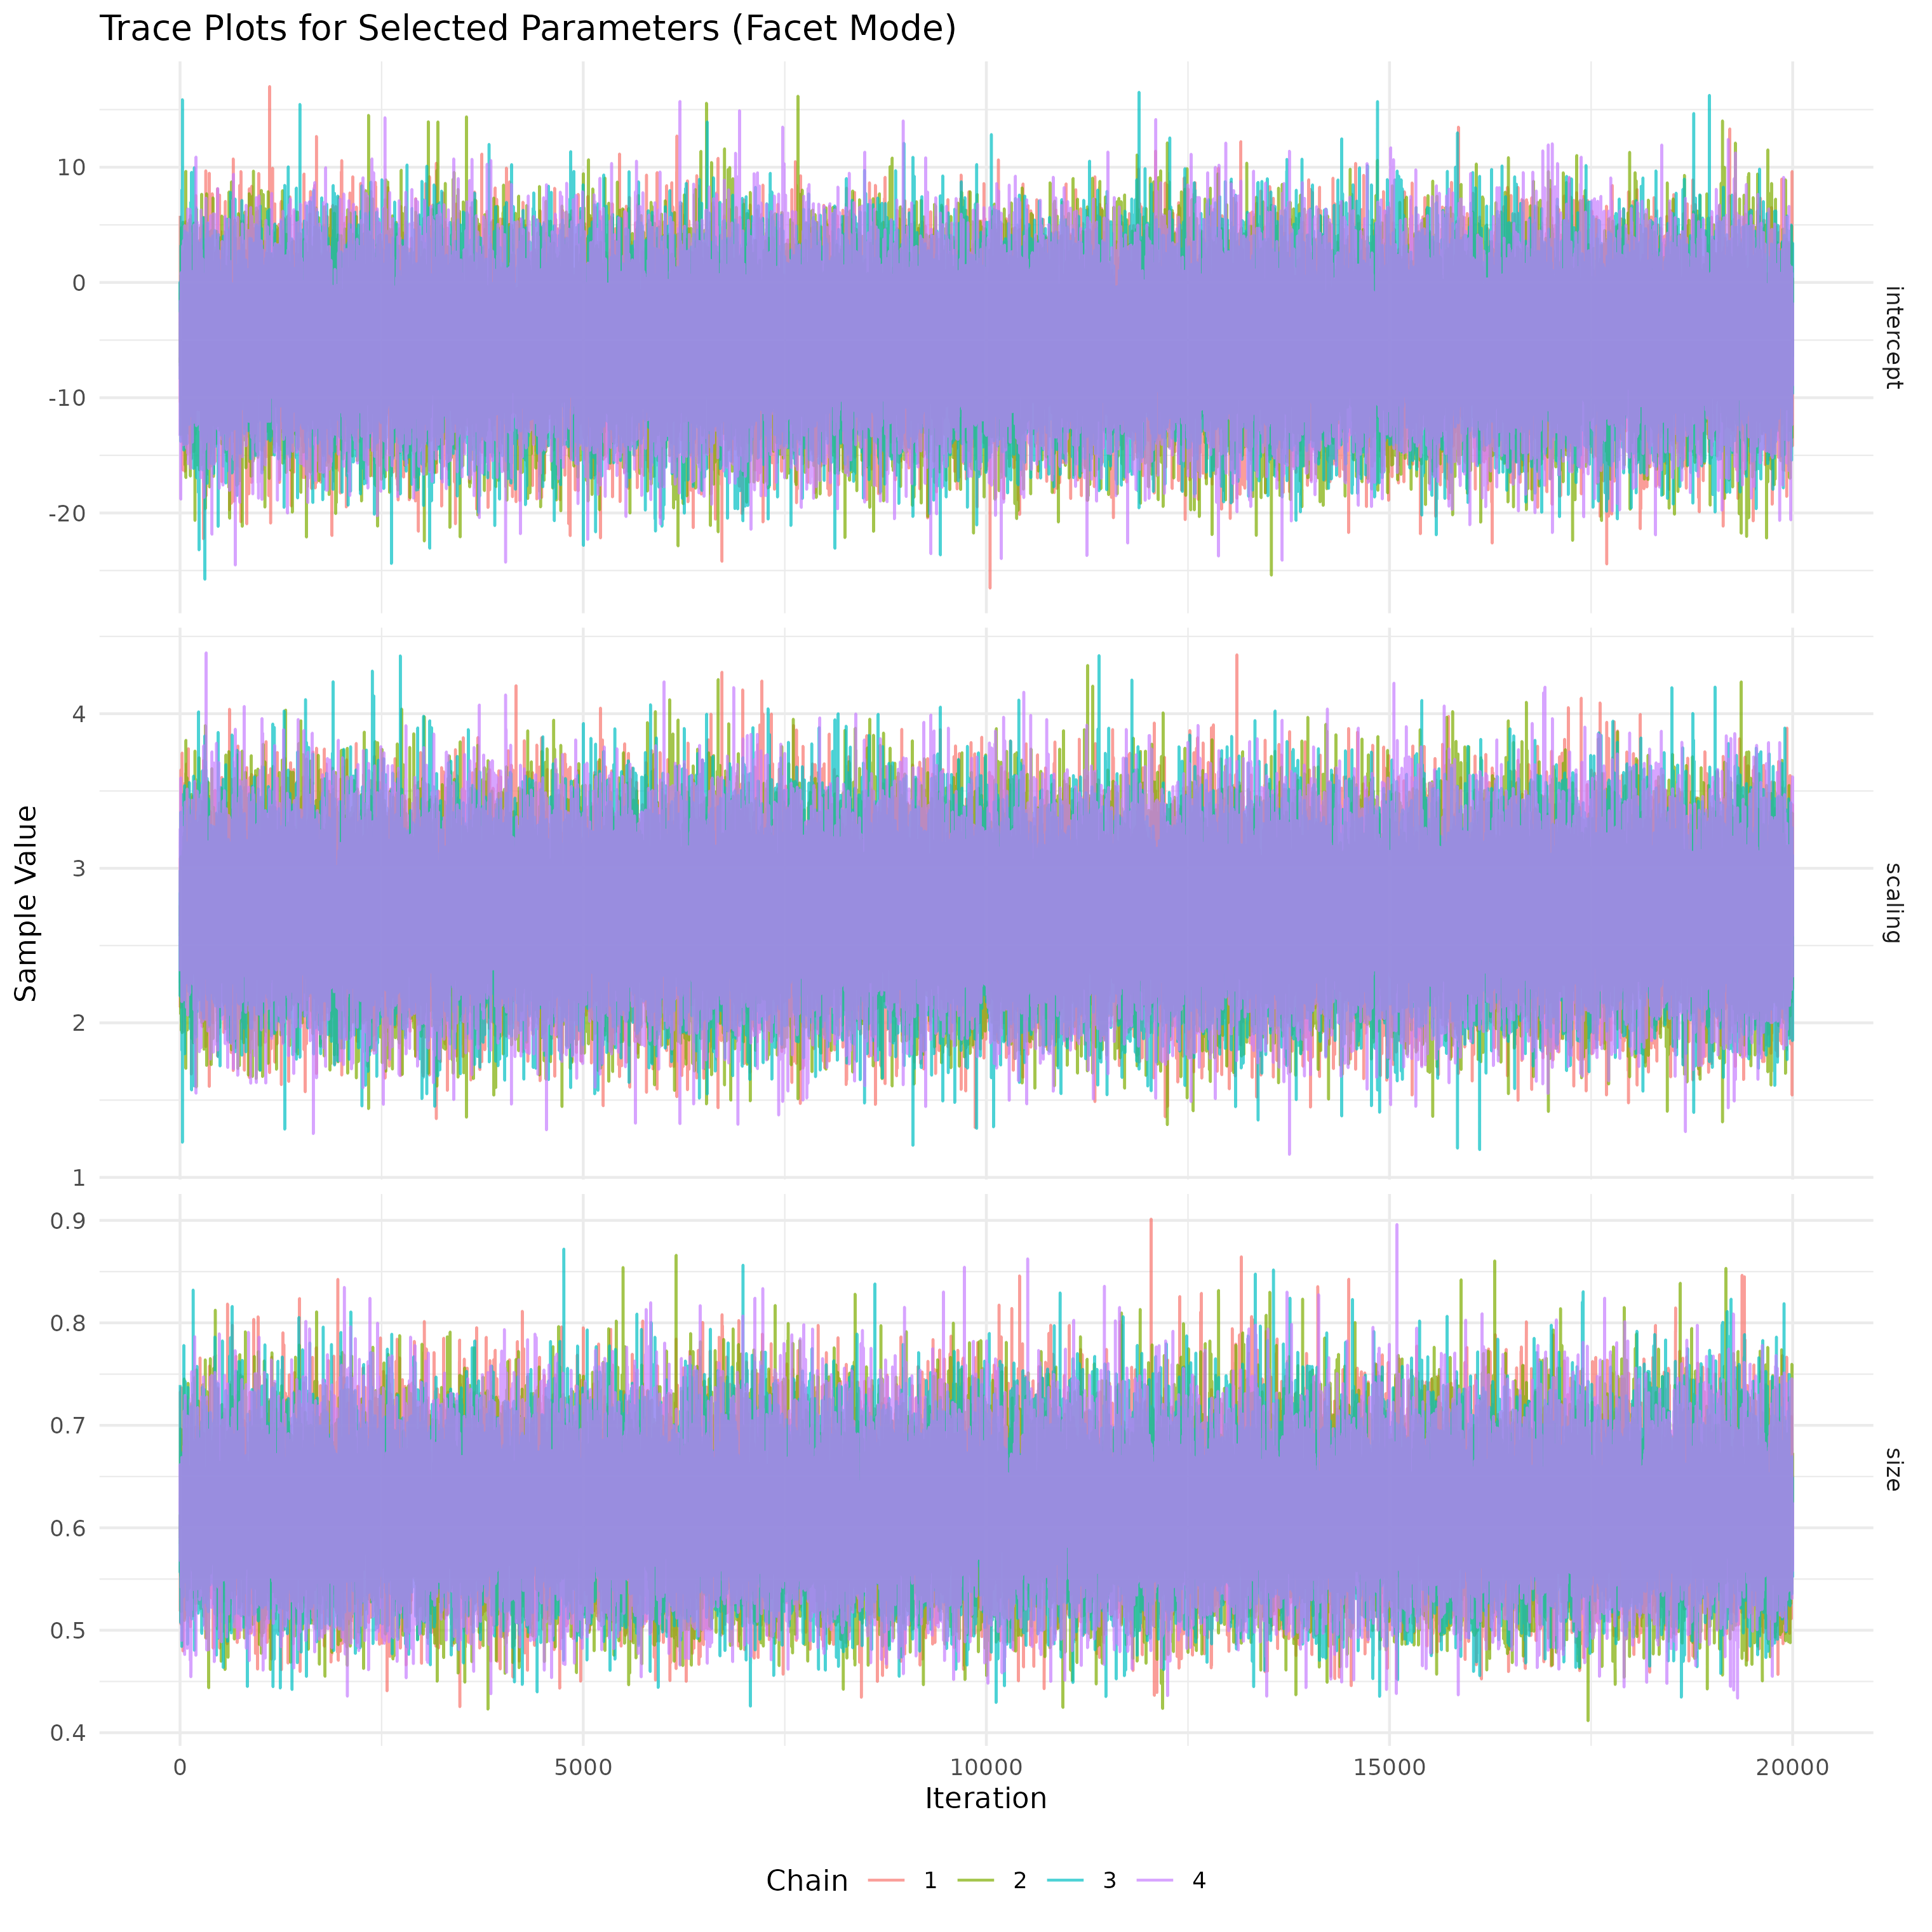 Trace Plots for Selected Parameters (Facet Mode)
10
0
-10
-20
intercept
Sample Value
4
3
2
1
scaling
0.9
0.8
0.7
0.6
0.5
0.4
size
0 5000 10000 15000 20000
Iteration
Chain 1 2 3 4